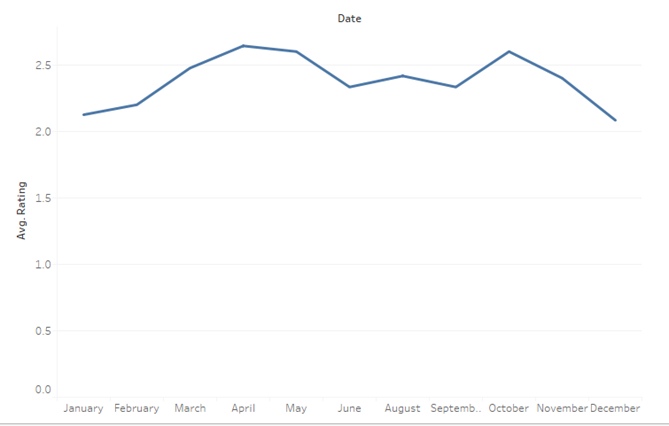 Date
2.5
2.0
1.5
1.0
0.5
0.0
Avg. Rating
January February March April May June August Septemb.. October November December